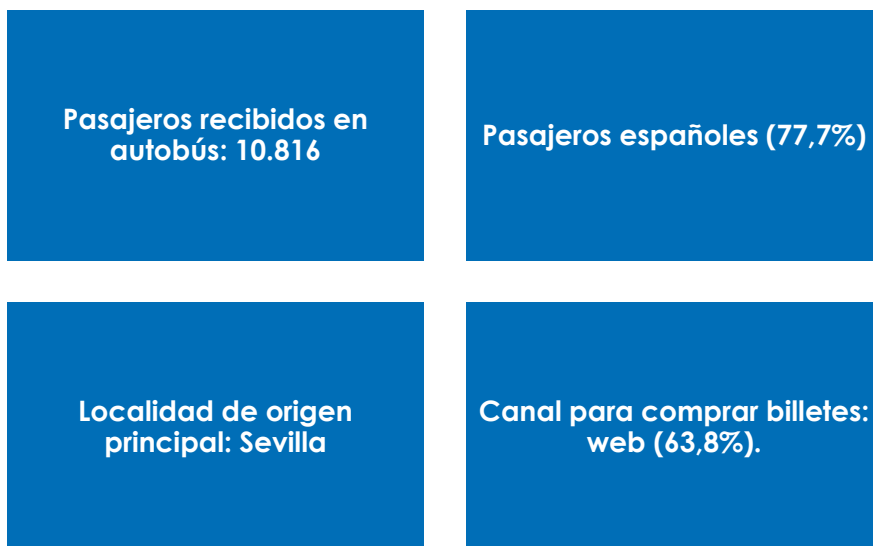 Pasajeros recibidos en
autobús: 10.816
Pasajeros españoles (77,7%)
Localidad de origen
principal: Sevilla
Canal para comprar billetes:
web (63,8%).